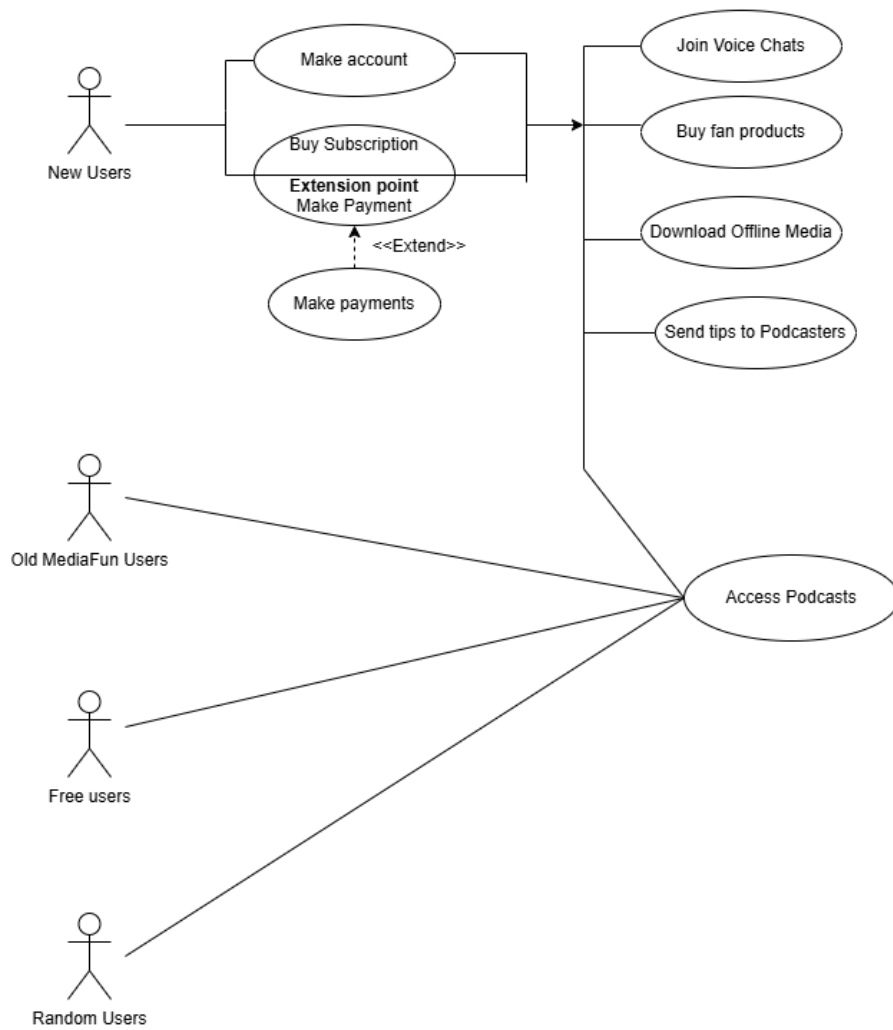 Make account
Join Voice Chats
New Users
Buy Subscription
Extension point
Make Payment
Buy fan products
<<Extend>>
Make payments
Download Offline Media
Send tips to Podcasters
Old MediaFun Users
Access Podcasts
Free users
Random Users